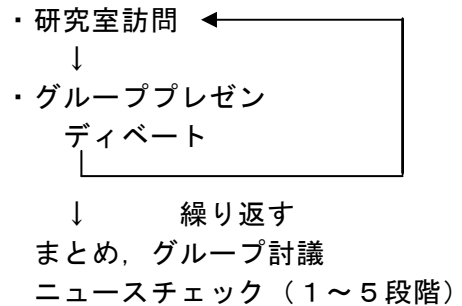 ・研究室訪問
↓
・グループプレゼン
ディベート
↓ 繰り返す
まとめ，グループ討議
ニュースチェック（１～５段階）